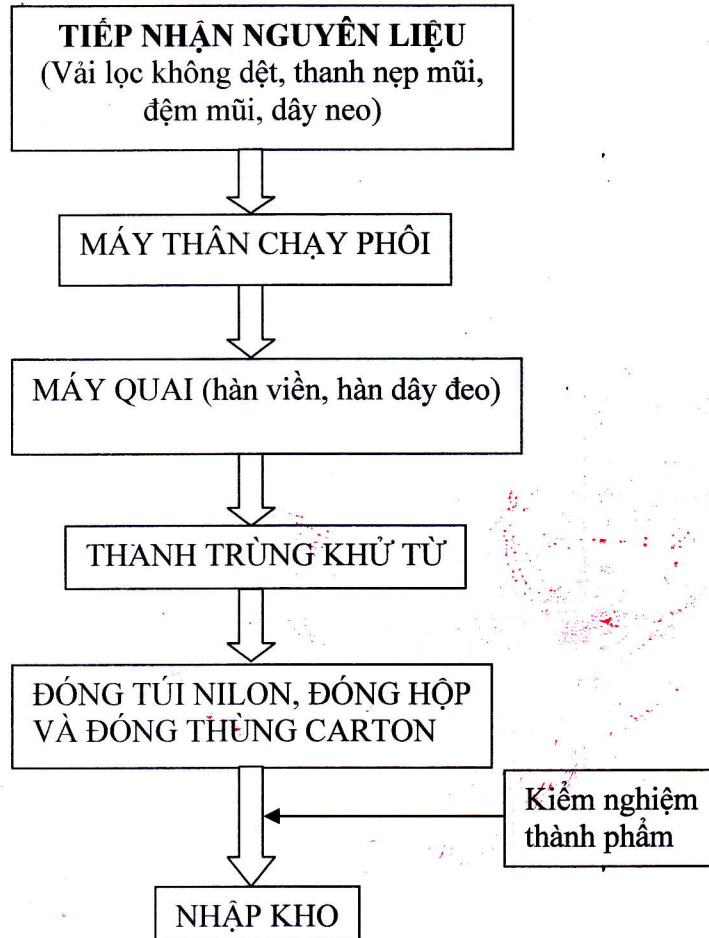 TIẾP NHẬN NGUYÊN LIỆU
(Vải lọc không dệt, thanh nẹp mũi,
đệm mũi, dây neo)
MÁY THÂN CHẠY PHÔI
MÁY QUAI (hàn viền, hàn dây đeo)
THANH TRÙNG KHỬ TỪ
ĐÓNG TÚI NILON, ĐÓNG HỘP
VÀ ĐÓNG THÙNG CARTON
Kiểm nghiệm
thành phẩm
NHẬP KHO